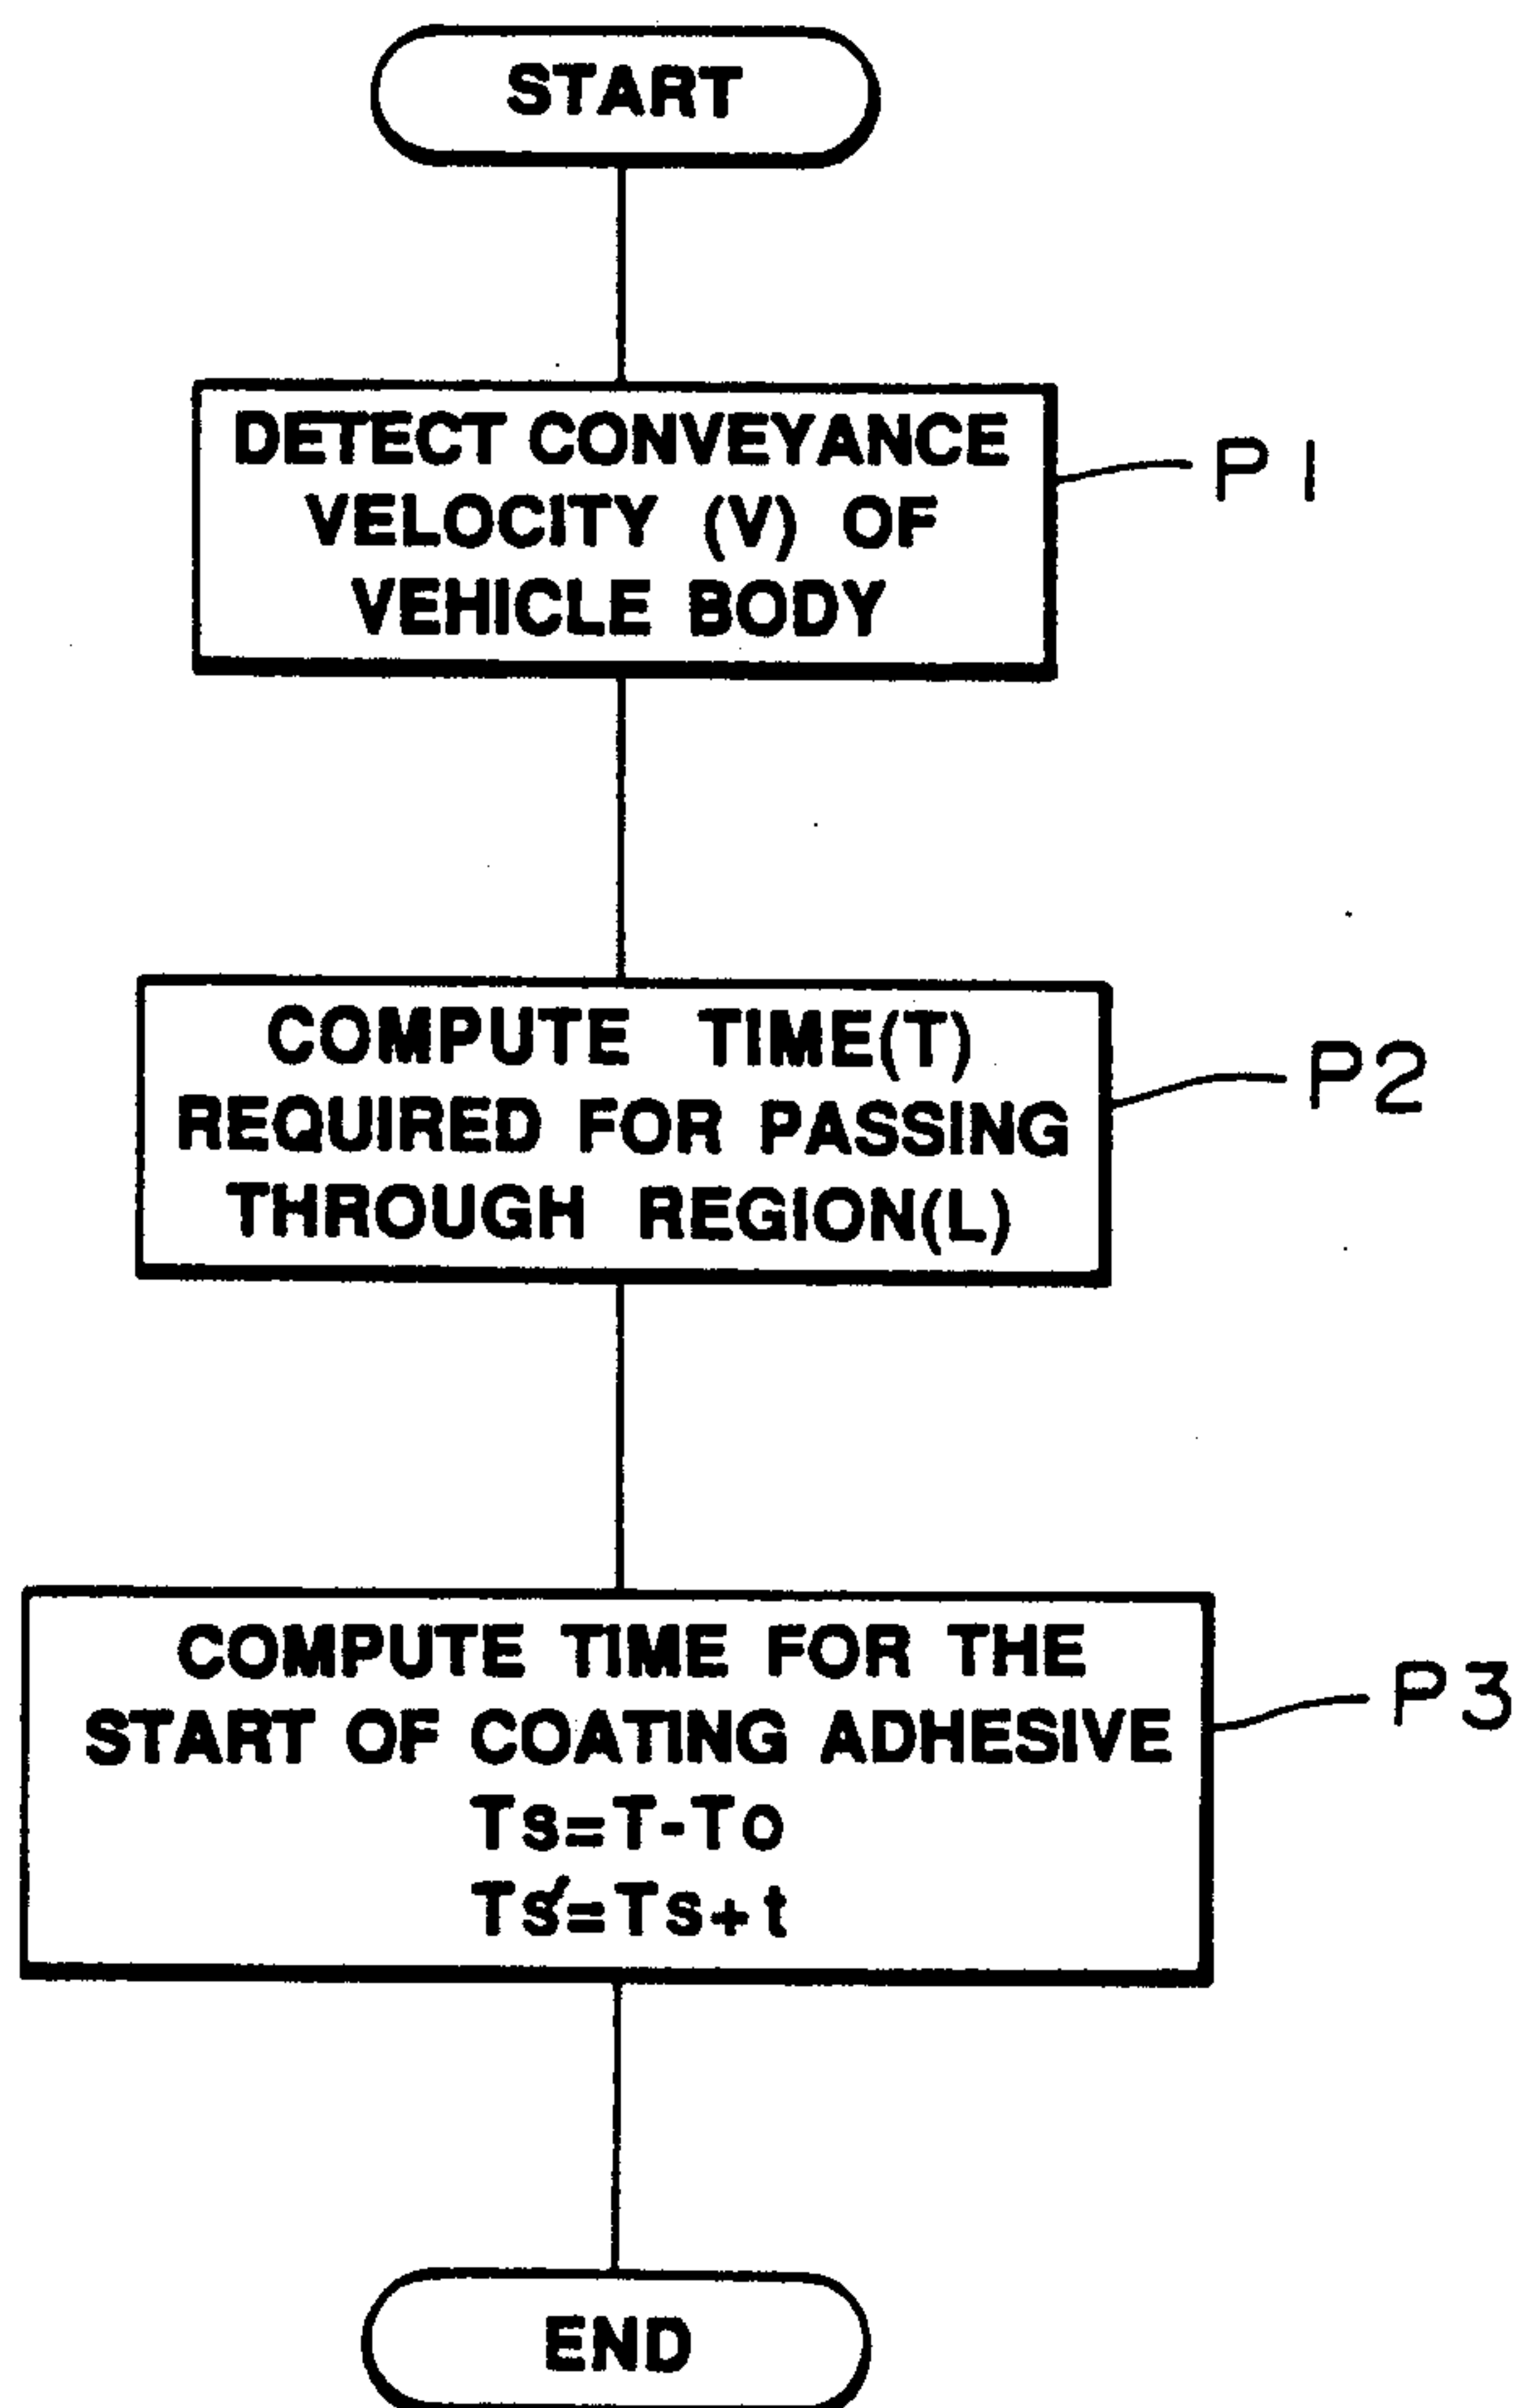 START
DETECT CONVEYANCE
VELOCITY (V) OF
VEHICLE BODY
P1
COMPUTE TIME(T)
REQUIRED FOR PASSING
THROUGH REGION(L)
P2
COMPUTE TIME FOR THE
START OF COATING ADHESIVE
Ts=T-To
Ts′=Ts+t
P3
END